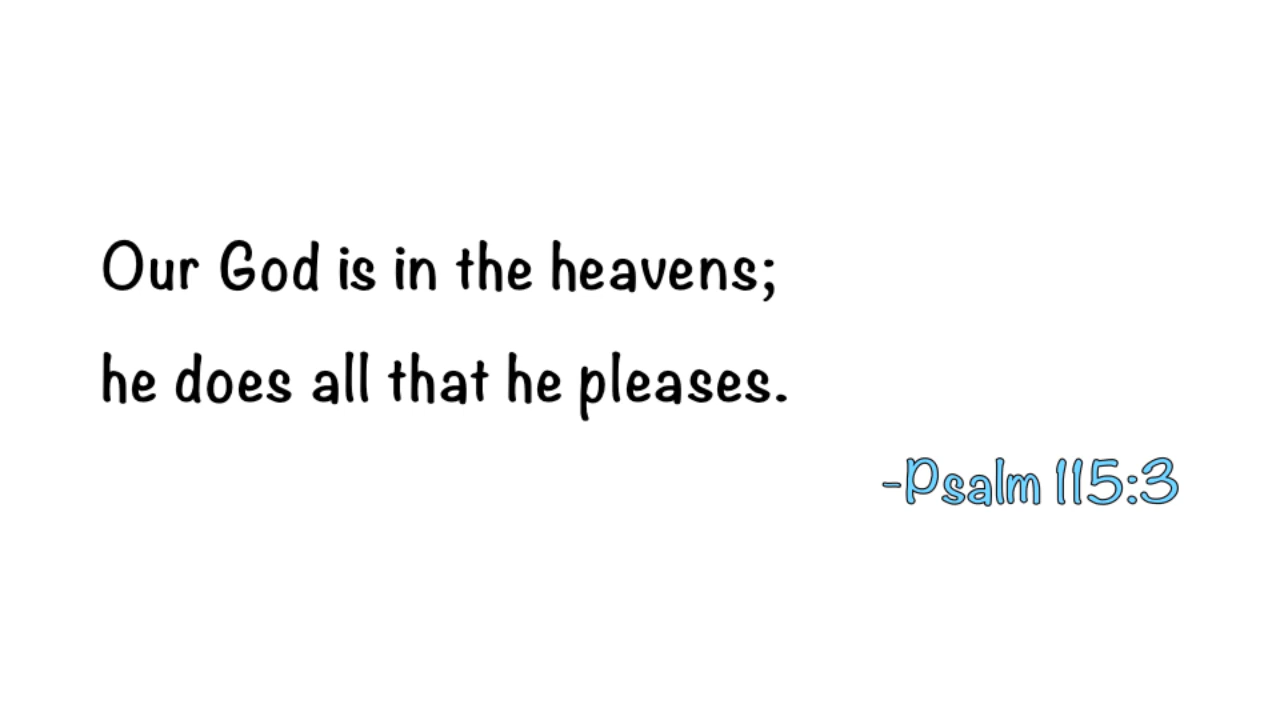 Our God is in the heavens;
he does all that he pleases.
-Psalm 115:3